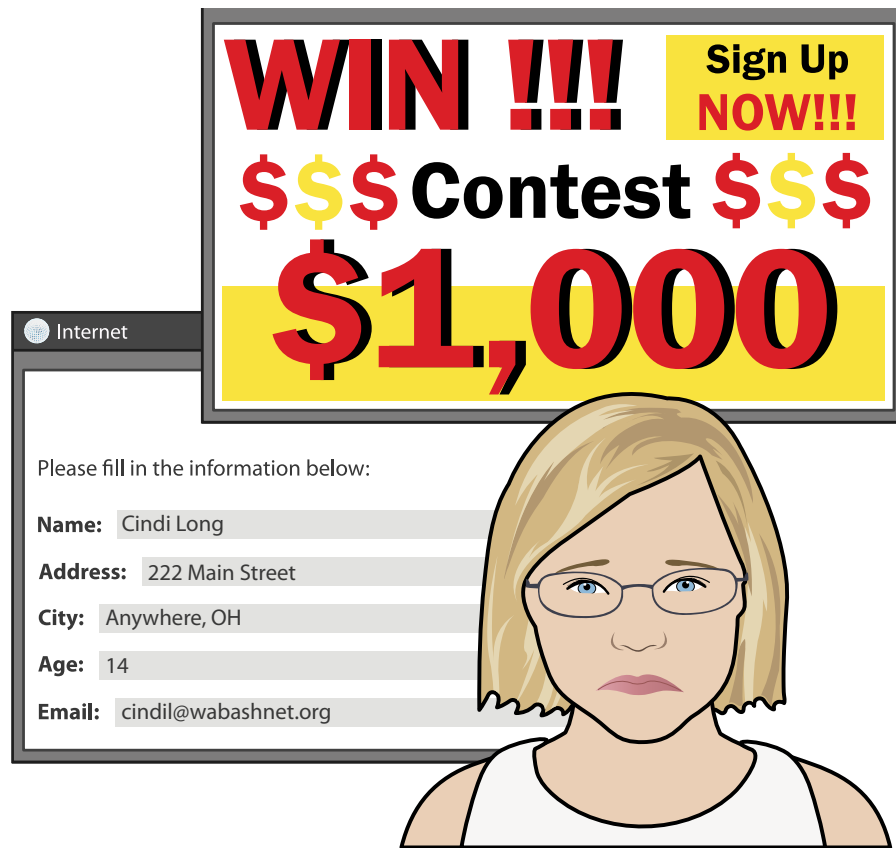 WIN !!!
Sign Up
NOW!!!
$$$ Contest $$$
$1,000
Internet
Please fill in the information below:
Name: Cindi Long
Address: 222 Main Street
City: Anywhere, OH
Age: 14
Email: cindil@wabashnet.org